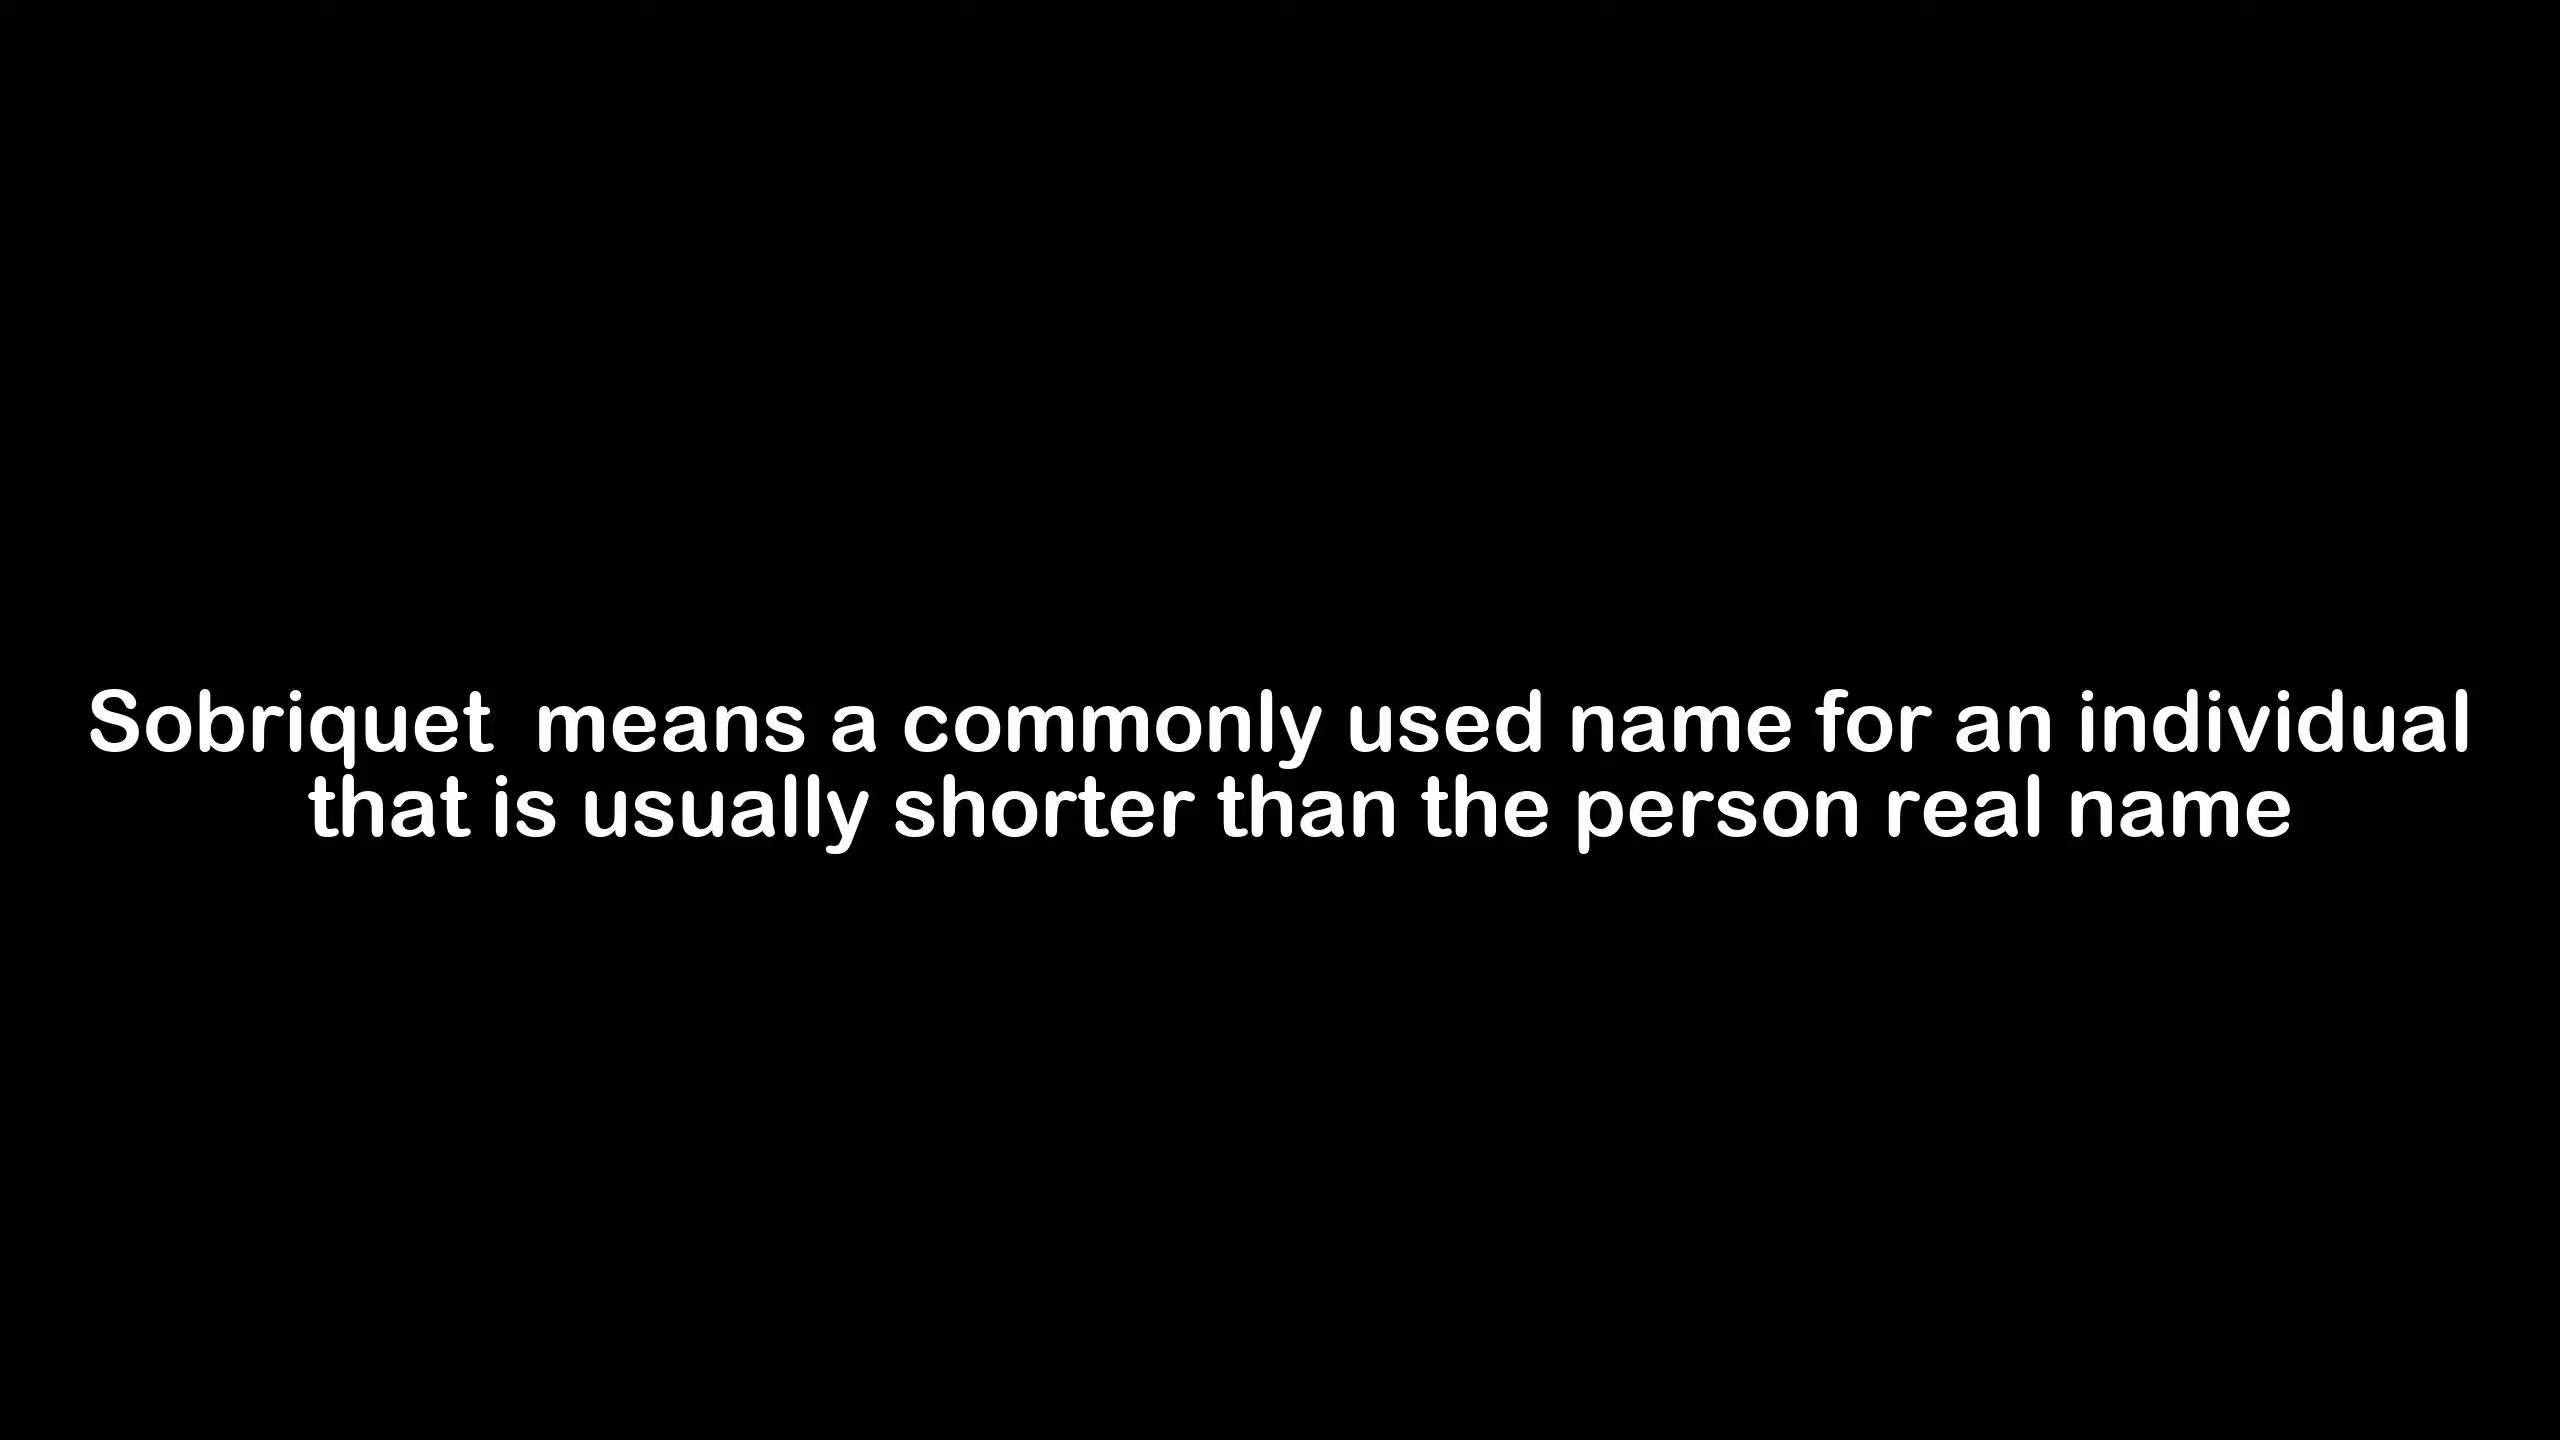 Sobriquet  means a commonly used name for an individual
that is usually shorter than the person real name